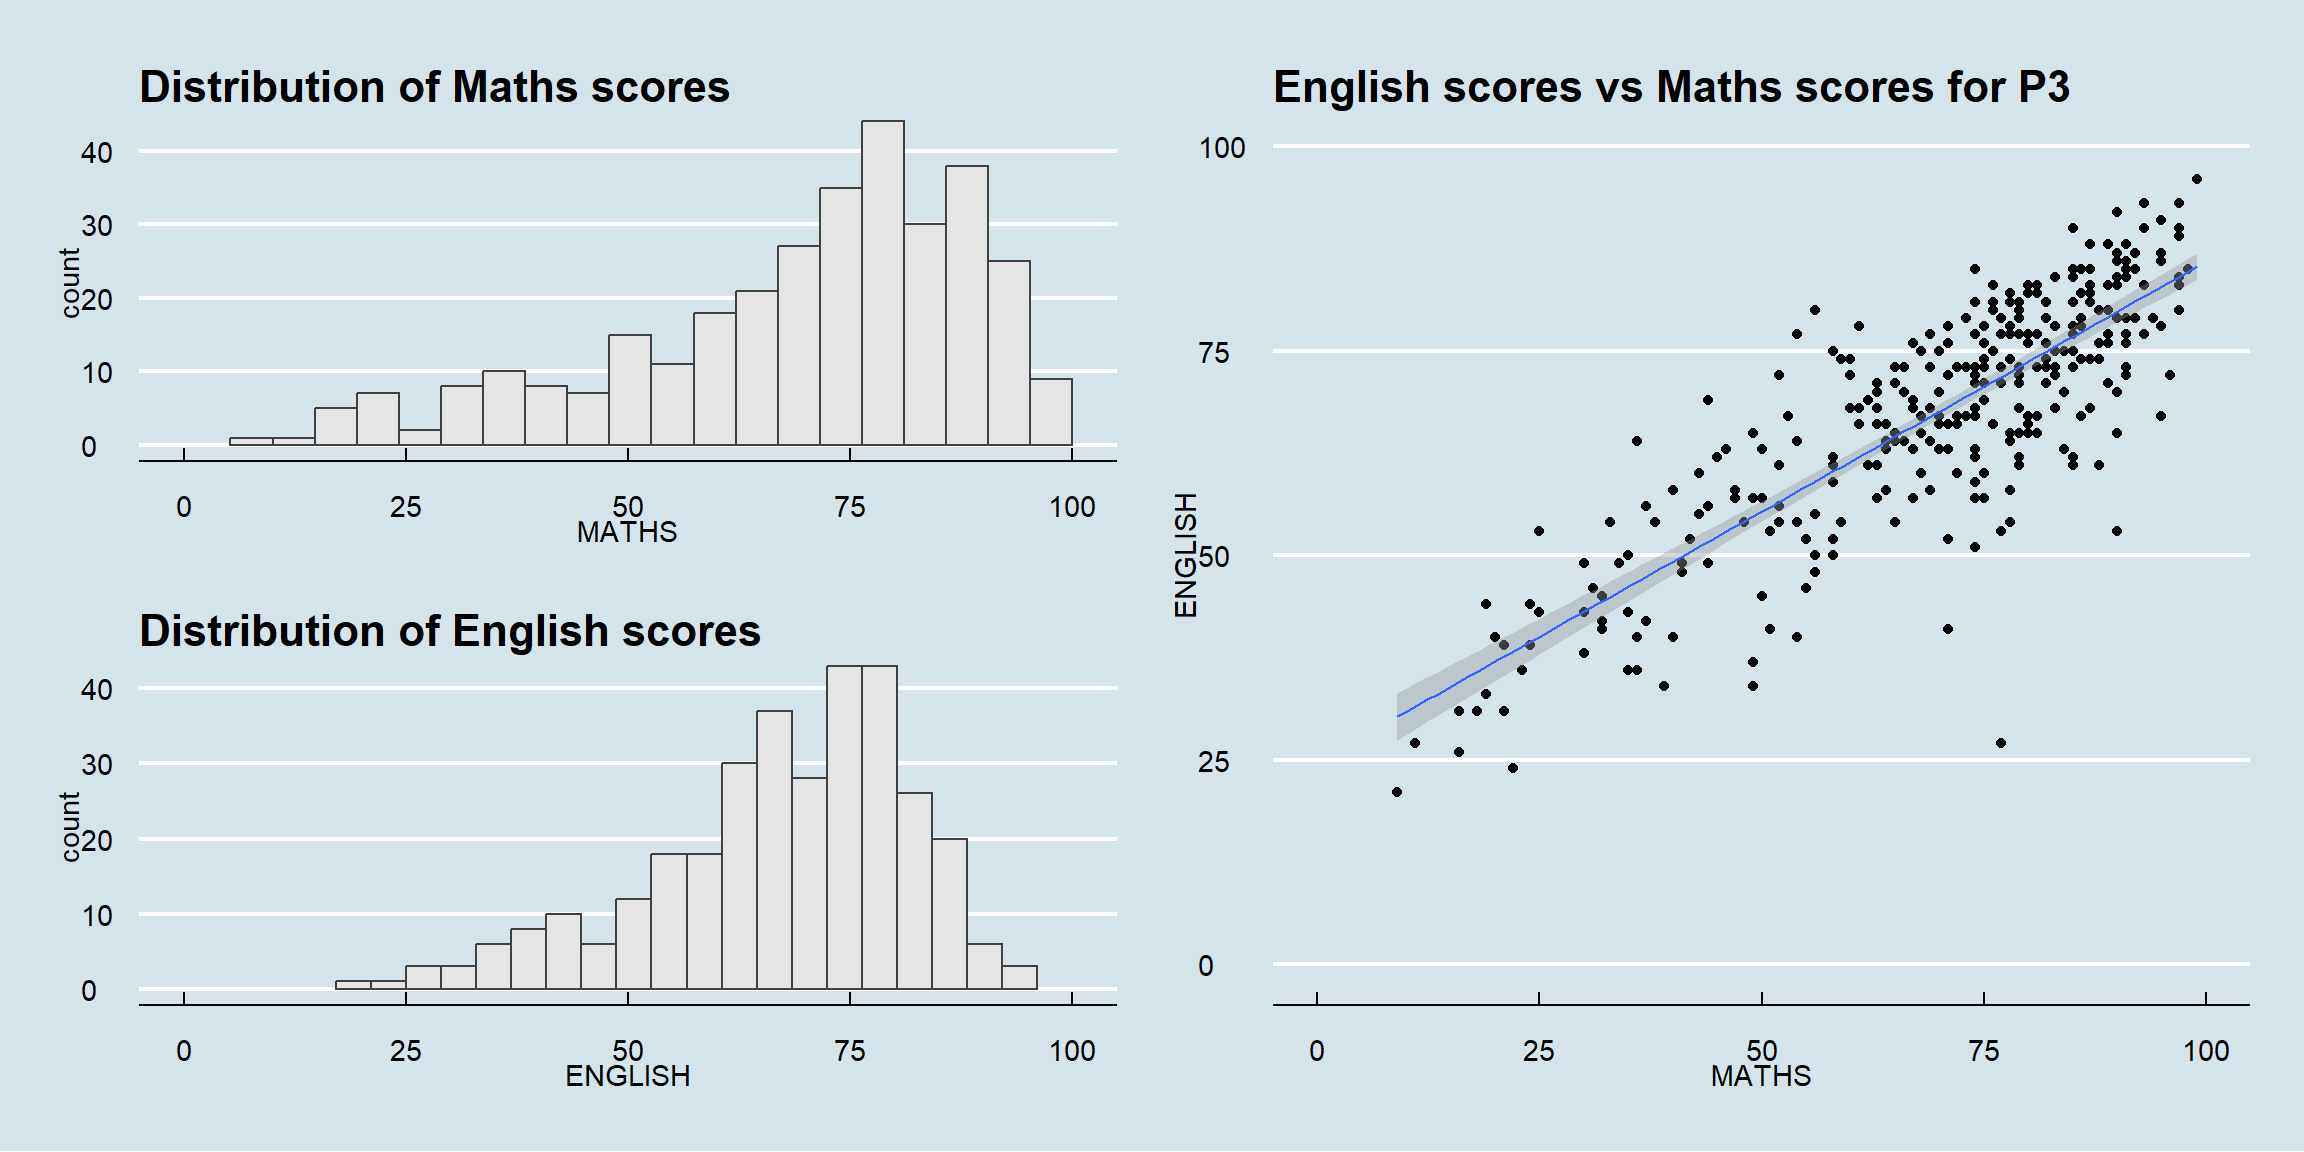 Distribution of Maths scores
40
30
20
10
0
count
0 25 50 75 100
MATHS
Distribution of English scores
40
30
20
10
0
count
0 25 50 75 100
ENGLISH
English scores vs Maths scores for P3
100
75
50
25
0
ENGLISH
0 25 50 75 100
MATHS